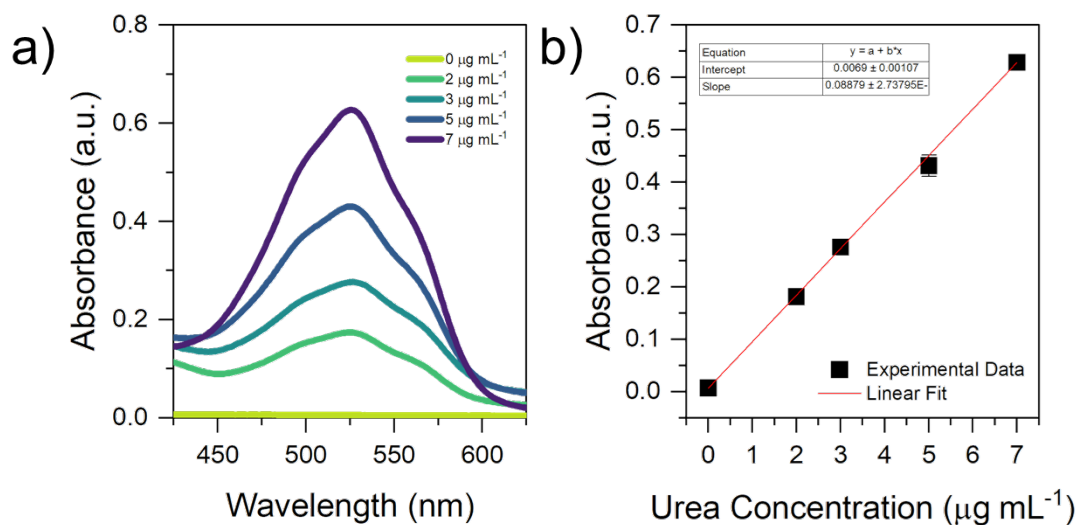 a)
0.8
0.6
0.4
0.2
0.0
Absorbance (a.u.)
0 μg mL⁻¹
2 μg mL⁻¹
3 μg mL⁻¹
5 μg mL⁻¹
7 μg mL⁻¹
450 500 550 600
Wavelength (nm)
b)
0.7
0.6
0.5
0.4
0.3
0.2
0.1
0.0
Absorbance (a.u.)
Equation y = a + b*x
Intercept 0.0069 ± 0.00107
Slope 0.08879 ± 2.73795E-
Experimental Data
Linear Fit
0 1 2 3 4 5 6 7
Urea Concentration (μg mL⁻¹)